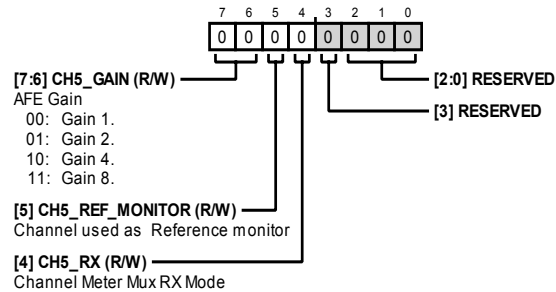 7 6 5 4 3 2 1 0
0 0 0 0 0 0 0 0
[7:6] CH5_GAIN (R/W)
AFE Gain
00: Gain 1.
01: Gain 2.
10: Gain 4.
11: Gain 8.
[5] CH5_REF_MONITOR (R/W)
Channel used as Reference monitor
[4] CH5_RX (R/W)
Channel Meter Mux RX Mode
[2:0] RESERVED
[3] RESERVED